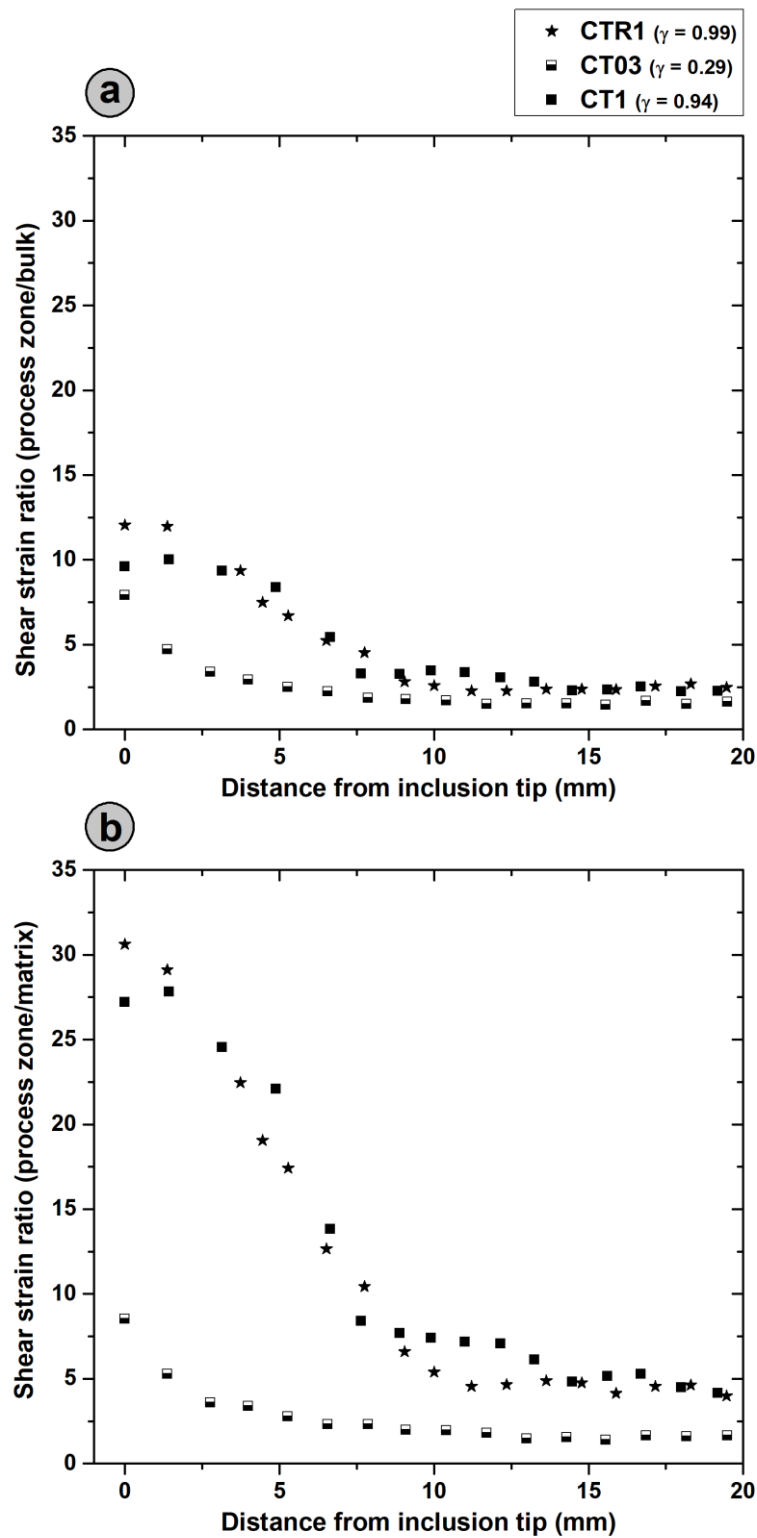 CTR1 (γ = 0.99)
CT03 (γ = 0.29)
CT1 (γ = 0.94)
a
35
30
25
20
15
10
5
0
Shear strain ratio (process zone/bulk)
0 5 10 15 20
Distance from inclusion tip (mm)
b
35
30
25
20
15
10
5
0
Shear strain ratio (process zone/matrix)
0 5 10 15 20
Distance from inclusion tip (mm)